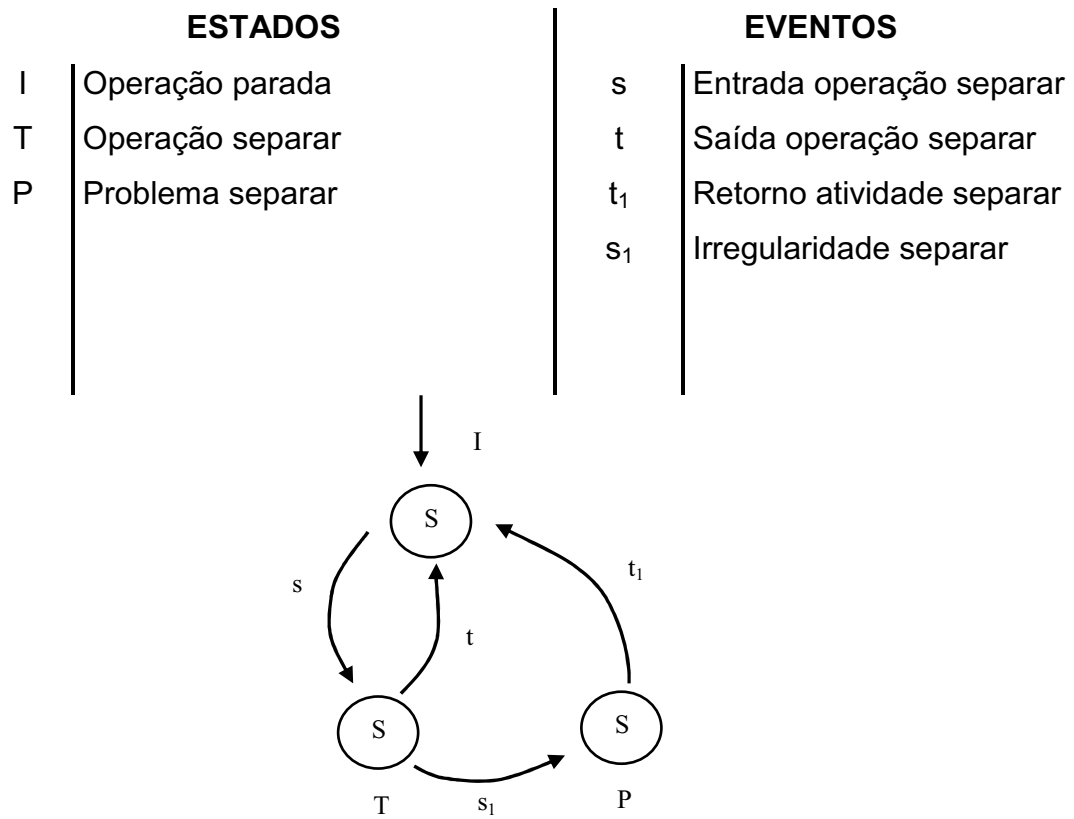 ESTADOS EVENTOS
I Operação parada s Entrada operação separar
T Operação separar t Saída operação separar
P Problema separar t₁ Retorno atividade separar
s₁ Irregularidade separar
I
S
s t t₁
S S
T s₁ P